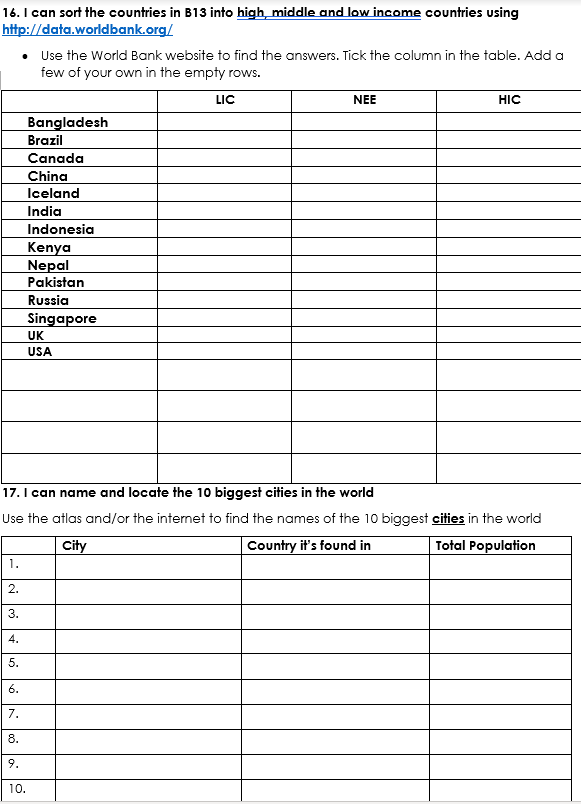 16. I can sort the countries in B13 into high, middle and low income countries using
http://data.worldbank.org/
• Use the World Bank website to find the answers. Tick the column in the table. Add a
few of your own in the empty rows.
LIC NEE HIC
Bangladesh
Brazil
Canada
China
Iceland
India
Indonesia
Kenya
Nepal
Pakistan
Russia
Singapore
UK
USA
17. I can name and locate the 10 biggest cities in the world
Use the atlas and/or the internet to find the names of the 10 biggest cities in the world
City Country it's found in Total Population
1.
2.
3.
4.
5.
6.
7.
8.
9.
10.